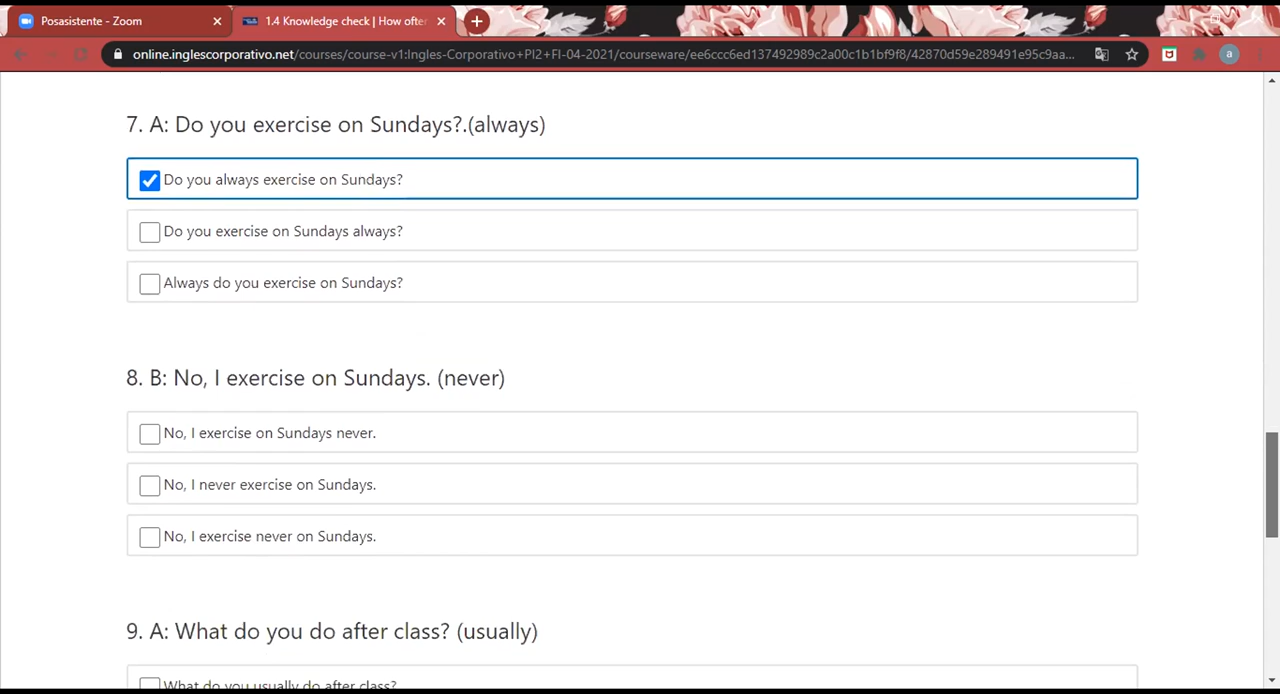 Posasistente - Zoom
1.4 Knowledge check | How ofte
online.inglescorporativo.net/courses/course-v1:Ingles-Corporativo+PI2+FI-04-2021/courseware/ee6ccc6ed137492989c2a00c1b1bf9f8/42870d59e289491e95c9aa...
a
7. A: Do you exercise on Sundays?.(always)
Do you always exercise on Sundays?
Do you exercise on Sundays always?
Always do you exercise on Sundays?
8. B: No, I exercise on Sundays. (never)
No, I exercise on Sundays never.
No, I never exercise on Sundays.
No, I exercise never on Sundays.
9. A: What do you do after class? (usually)
What do you usually do after class?